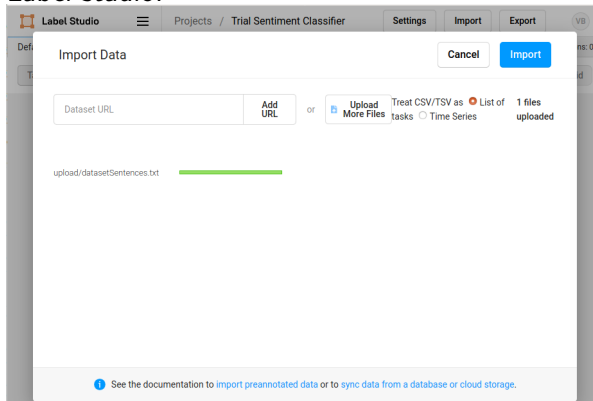 Label Studio Projects / Trial Sentiment Classifier Settings Import Export VB
Import Data Cancel Import
Dataset URL Add URL or Upload More Files Treat CSV/TSV as List of tasks Time Series 1 files uploaded
upload/datasetSentences.txt
See the documentation to import preannotated data or to sync data from a database or cloud storage.